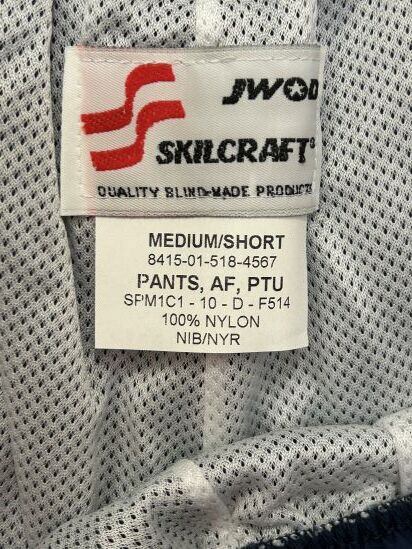 JWOD
SKILCRAFT®
QUALITY BLIND-MADE PRODUCTS
MEDIUM/SHORT
8415-01-518-4567
PANTS, AF, PTU
SPM1C1 - 10 - D - F514
100% NYLON
NIB/NYR